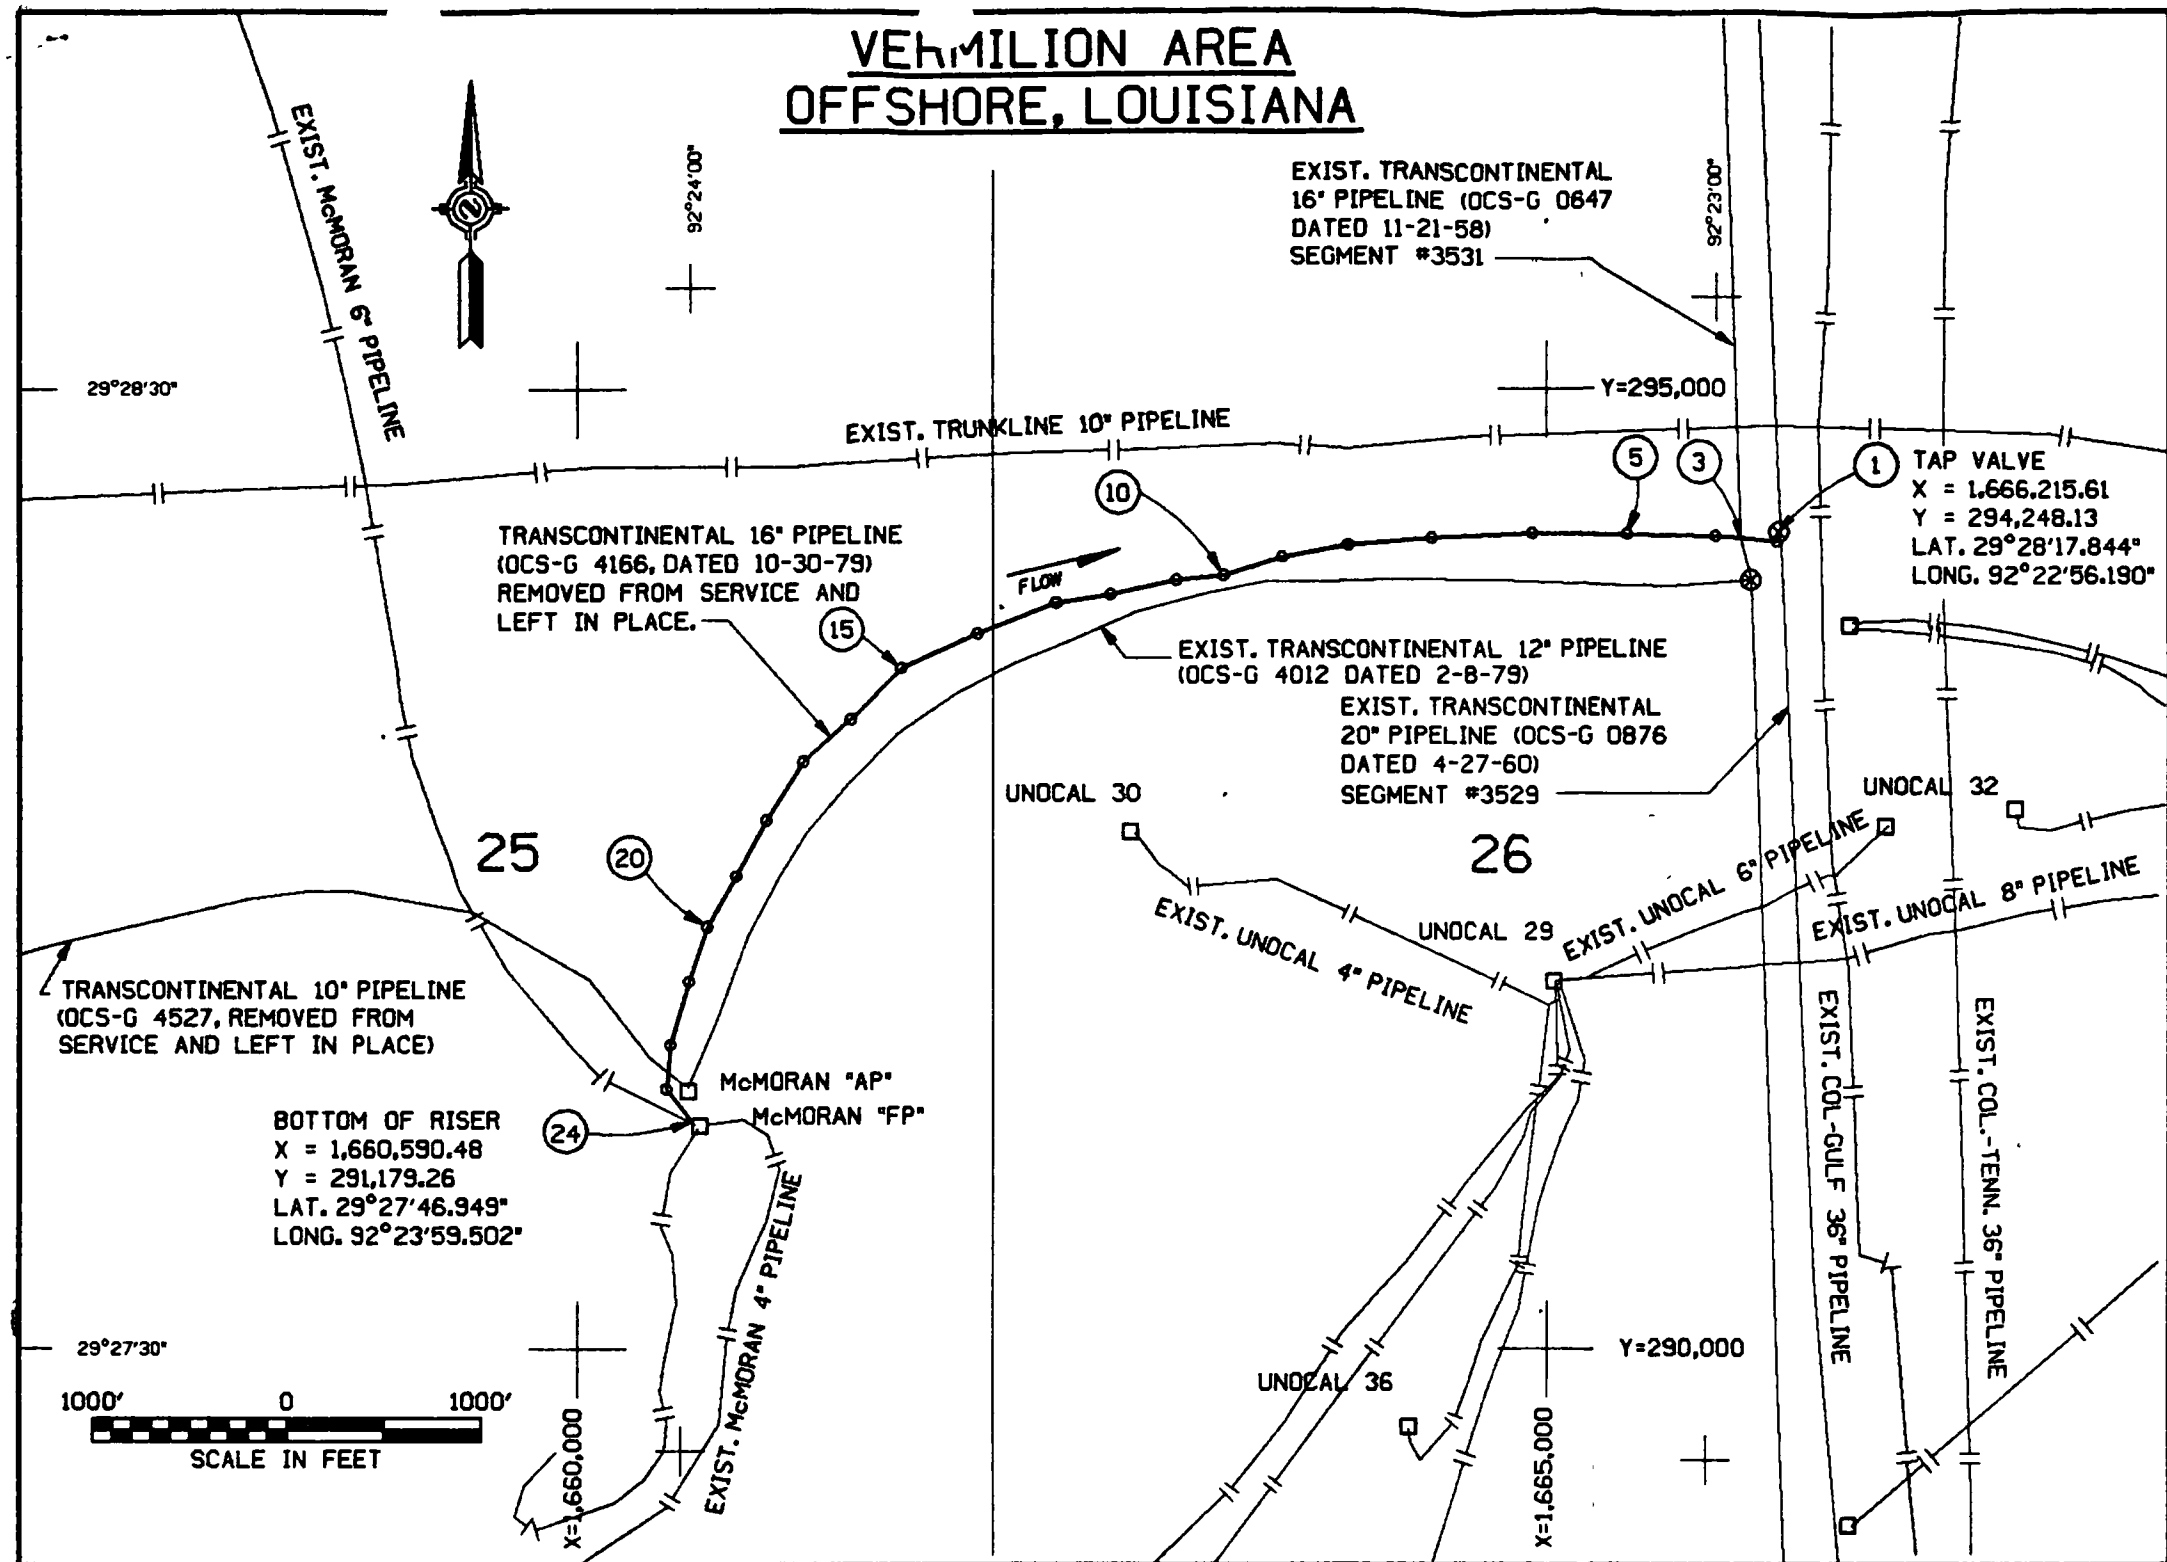 VERMILION AREA
OFFSHORE, LOUISIANA
EXIST. McMORAN 6" PIPELINE
92°24'00"
EXIST. TRANSCONTINENTAL
16" PIPELINE (OCS-G 0647
DATED 11-21-58)
SEGMENT #3531
92°23'00"
29°28'30"
Y=295,000
EXIST. TRUNKLINE 10" PIPELINE
5
3
1
TAP VALVE
X = 1,666,215.61
Y = 294,248.13
LAT. 29°28'17.844"
LONG. 92°22'56.190"
10
TRANSCONTINENTAL 16" PIPELINE
(OCS-G 4166, DATED 10-30-79)
REMOVED FROM SERVICE AND
LEFT IN PLACE.
FLOW
15
EXIST. TRANSCONTINENTAL 12" PIPELINE
(OCS-G 4012 DATED 2-8-79)
EXIST. TRANSCONTINENTAL
20" PIPELINE (OCS-G 0876
DATED 4-27-60)
SEGMENT #3529
UNOCAL 30
UNOCAL 32
25
20
26
EXIST. UNOCAL 6" PIPELINE
EXIST. UNOCAL 8" PIPELINE
UNOCAL 29
EXIST. UNOCAL 4" PIPELINE
TRANSCONTINENTAL 10" PIPELINE
(OCS-G 4527, REMOVED FROM
SERVICE AND LEFT IN PLACE)
EXIST. COL-GULF 36" PIPELINE
EXIST. COL.-TENN. 36" PIPELINE
McMORAN "AP"
McMORAN "FP"
24
BOTTOM OF RISER
X = 1,660,590.48
Y = 291,179.26
LAT. 29°27'46.949"
LONG. 92°23'59.502"
EXIST. McMORAN 4" PIPELINE
29°27'30"
Y=290,000
UNOCAL 36
1000' 0 1000'
SCALE IN FEET
X=1,660,000
X=1,665,000